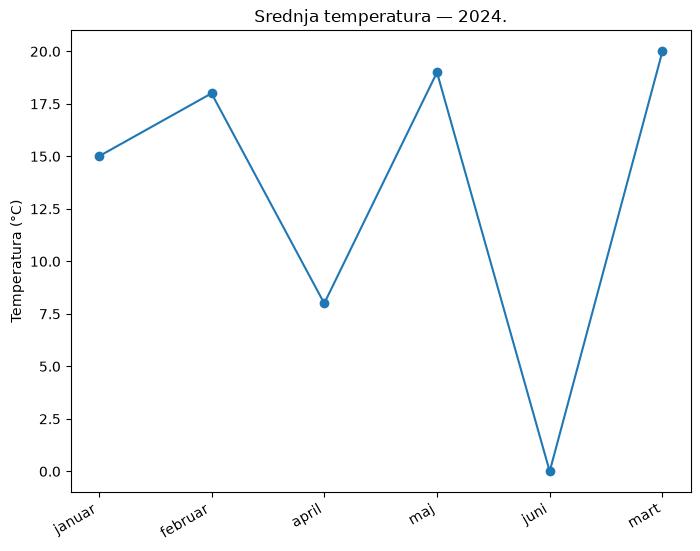 Srednja temperatura — 2024.
Temperatura (°C)
20.0
17.5
15.0
12.5
10.0
7.5
5.0
2.5
0.0
januar
februar
april
maj
juni
mart